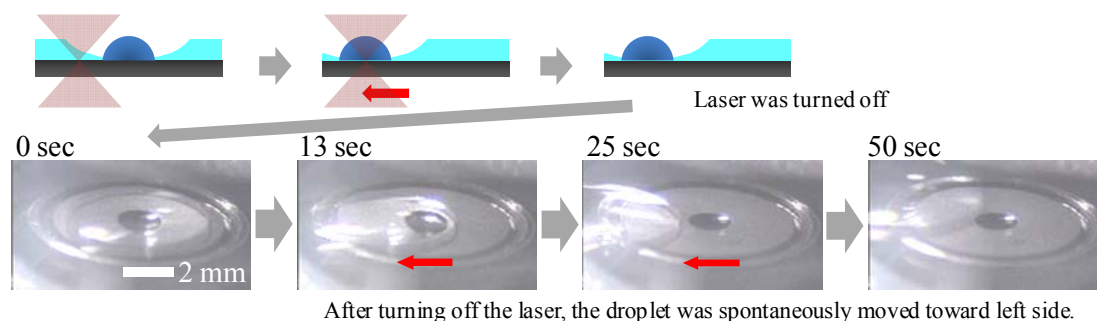 Laser was turned off
0 sec
13 sec
25 sec
50 sec
2 mm
After turning off the laser, the droplet was spontaneously moved toward left side.